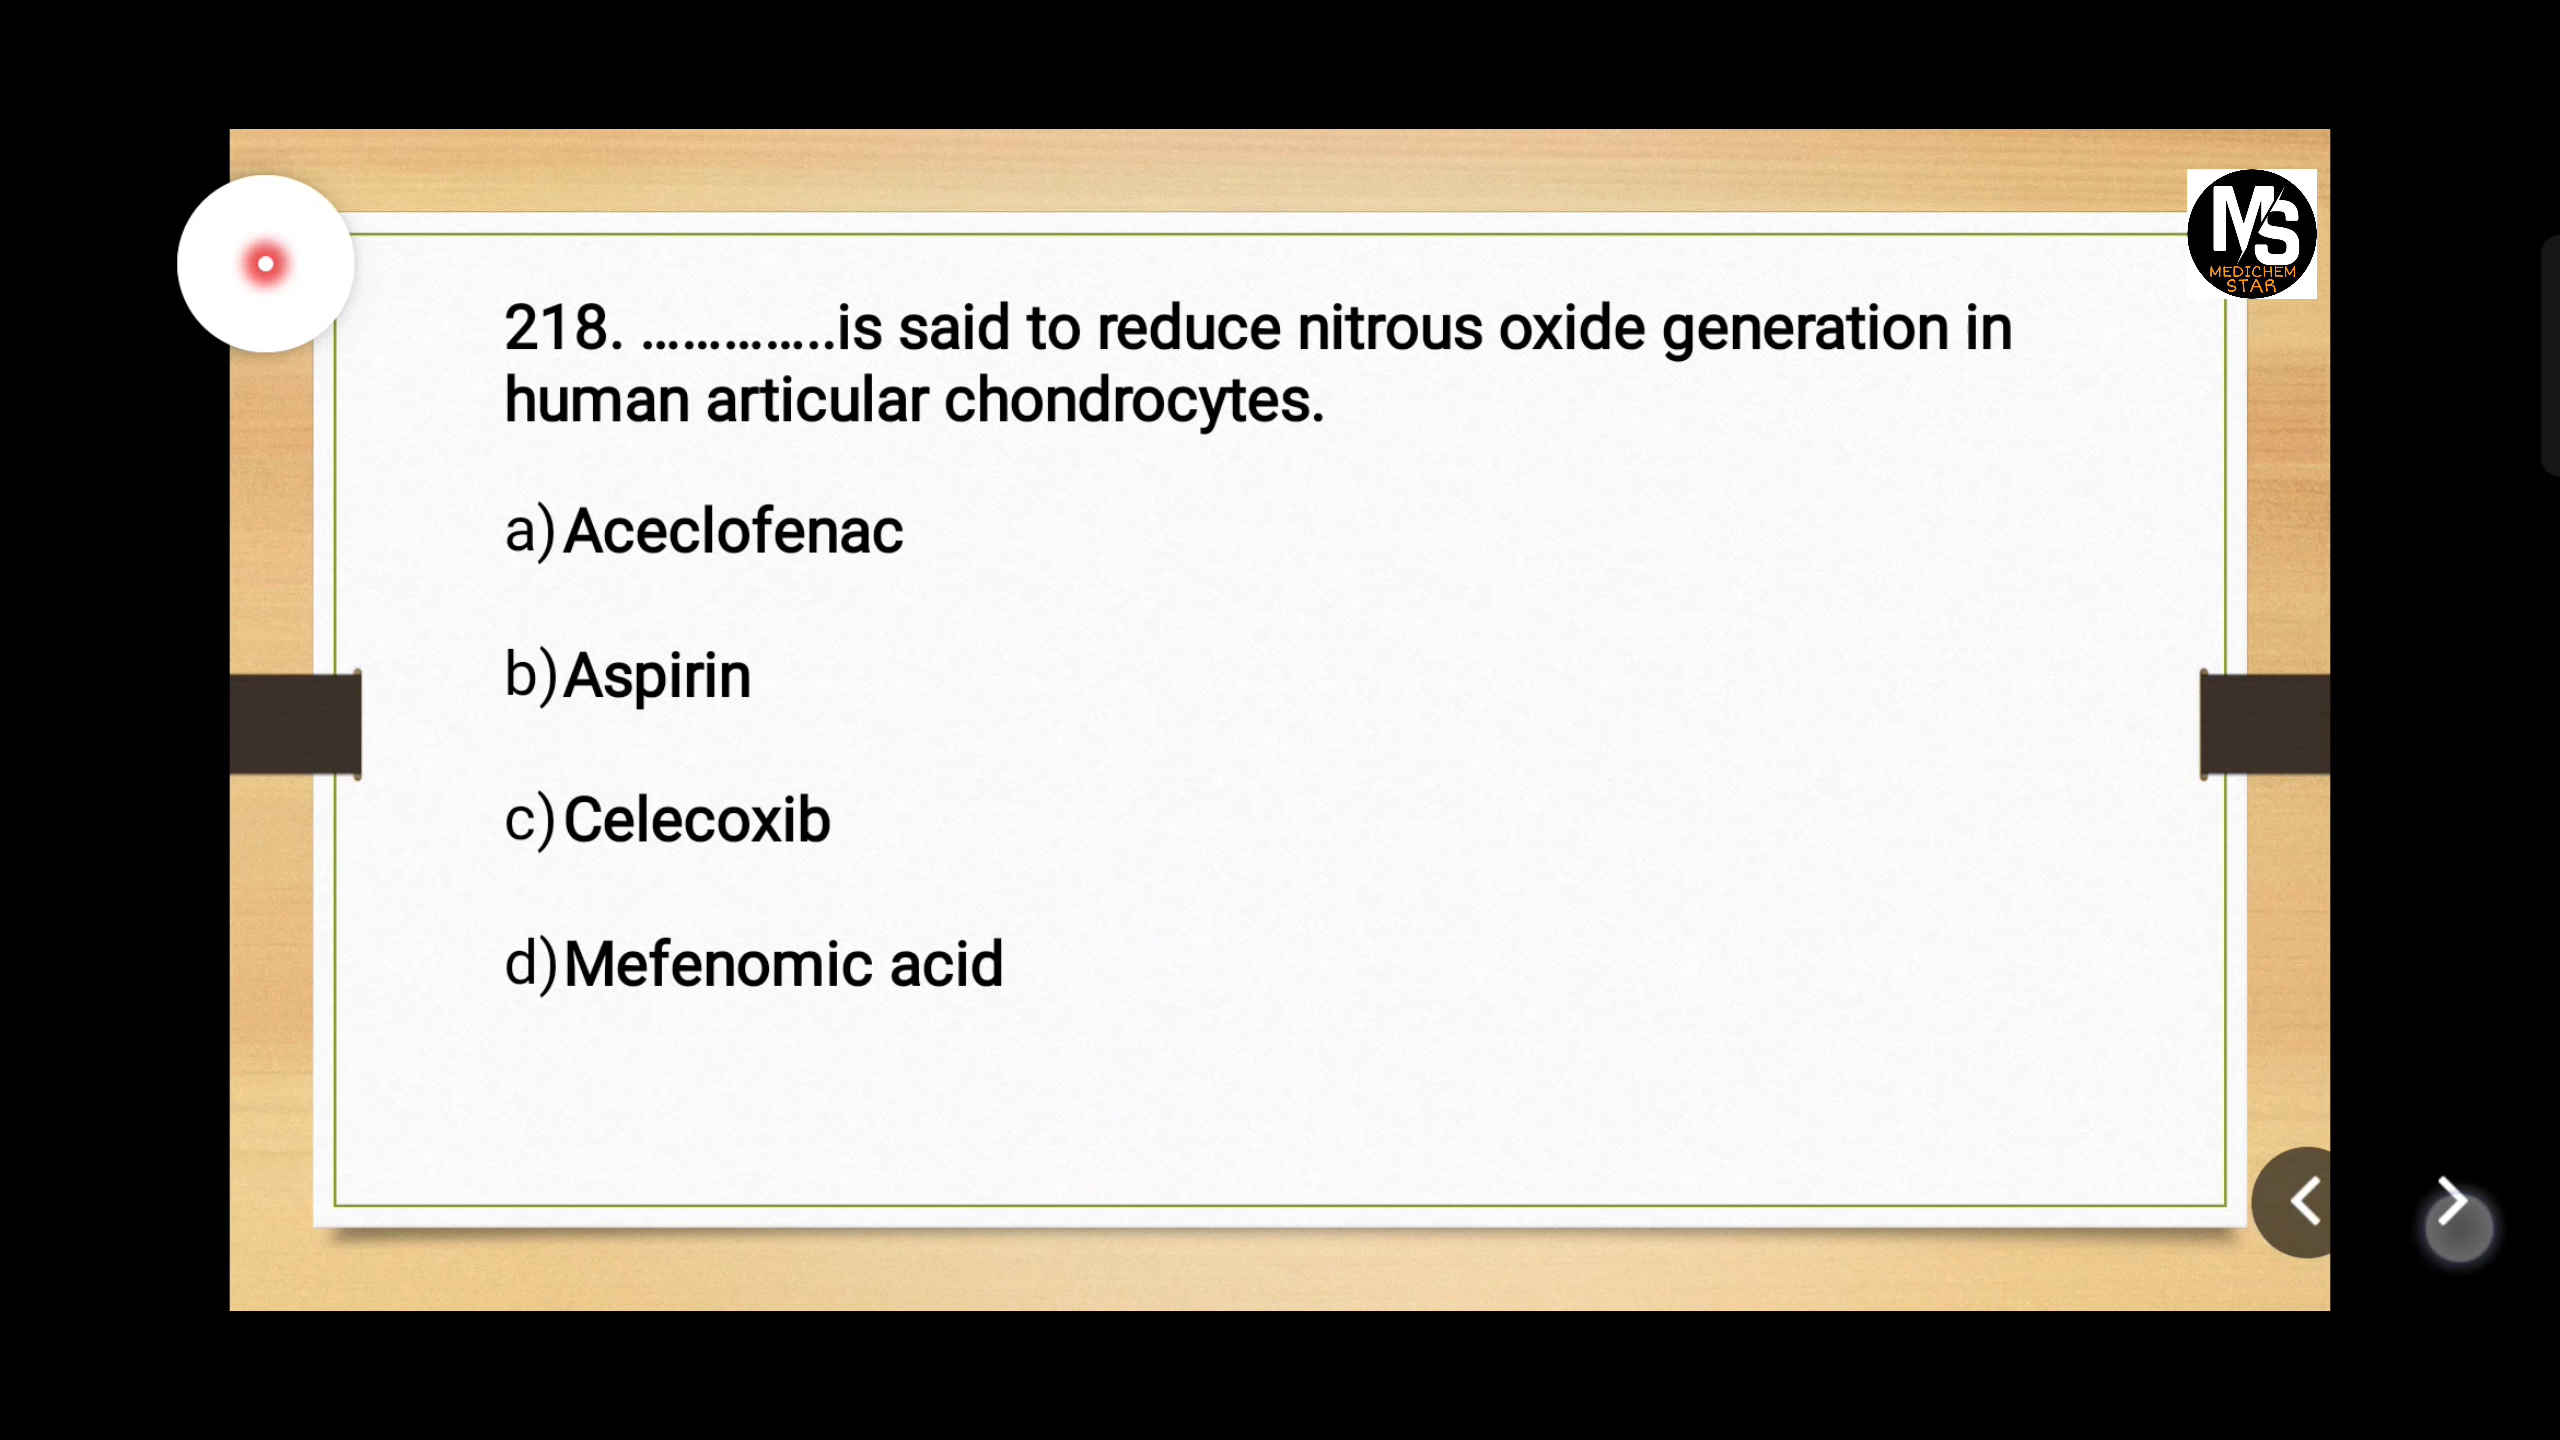 MS
MEDICHEM
STAR
218. …………..is said to reduce nitrous oxide generation in
human articular chondrocytes.
a) Aceclofenac
b) Aspirin
c) Celecoxib
d) Mefenomic acid